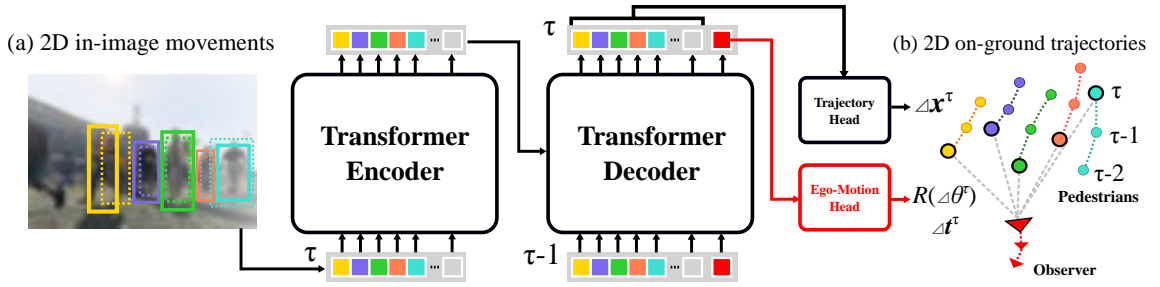 (a) 2D in-image movements
τ
...
Transformer
Encoder
τ
...
τ
...
Transformer
Decoder
τ-1
...
Trajectory
Head
Ego-Motion
Head
⊿x^τ
R(⊿θ^τ)
⊿t^τ
(b) 2D on-ground trajectories
τ
τ-1
τ-2
Pedestrians
Observer